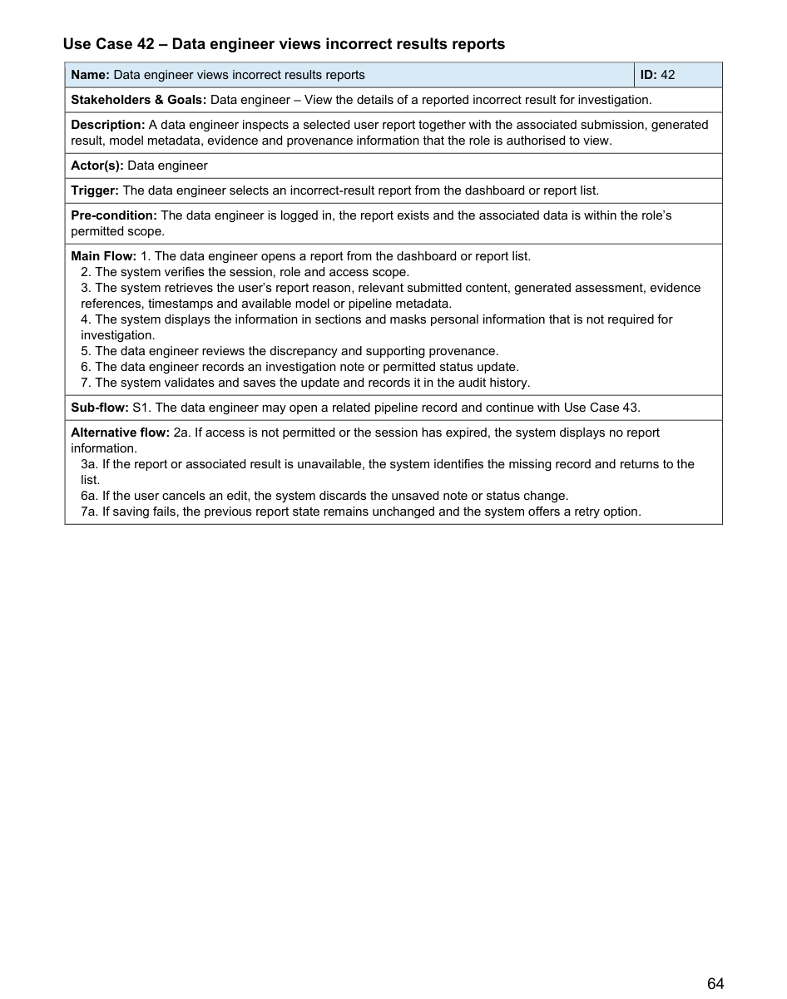 Use Case 42 – Data engineer views incorrect results reports
Name: Data engineer views incorrect results reports
ID: 42
Stakeholders & Goals: Data engineer – View the details of a reported incorrect result for investigation.
Description: A data engineer inspects a selected user report together with the associated submission, generated
result, model metadata, evidence and provenance information that the role is authorised to view.
Actor(s): Data engineer
Trigger: The data engineer selects an incorrect-result report from the dashboard or report list.
Pre-condition: The data engineer is logged in, the report exists and the associated data is within the role’s
permitted scope.
Main Flow: 1. The data engineer opens a report from the dashboard or report list.
2. The system verifies the session, role and access scope.
3. The system retrieves the user’s report reason, relevant submitted content, generated assessment, evidence
references, timestamps and available model or pipeline metadata.
4. The system displays the information in sections and masks personal information that is not required for
investigation.
5. The data engineer reviews the discrepancy and supporting provenance.
6. The data engineer records an investigation note or permitted status update.
7. The system validates and saves the update and records it in the audit history.
Sub-flow: S1. The data engineer may open a related pipeline record and continue with Use Case 43.
Alternative flow: 2a. If access is not permitted or the session has expired, the system displays no report
information.
3a. If the report or associated result is unavailable, the system identifies the missing record and returns to the
list.
6a. If the user cancels an edit, the system discards the unsaved note or status change.
7a. If saving fails, the previous report state remains unchanged and the system offers a retry option.
64